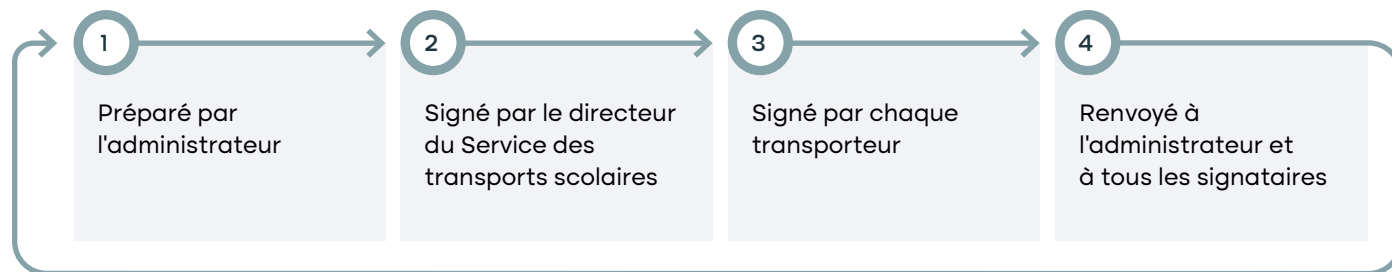 1
Préparé par
l'administrateur
2
Signé par le directeur
du Service des
transports scolaires
3
Signé par chaque
transporteur
4
Renvoyé à
l'administrateur et
à tous les signataires